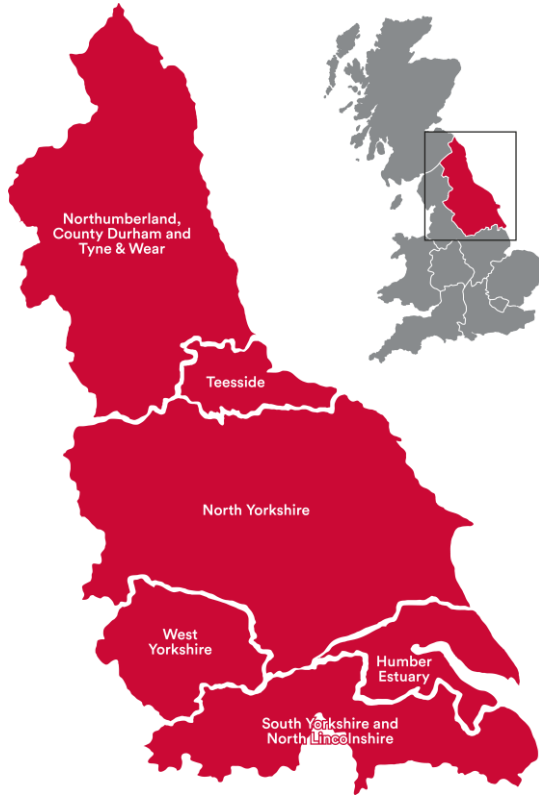 Northumberland,
County Durham and
Tyne & Wear
Teesside
North Yorkshire
West
Yorkshire
Humber
Estuary
South Yorkshire and
North Lincolnshire